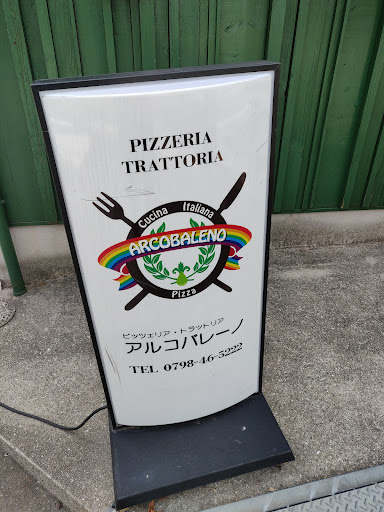 PIZZERIA
TRATTORIA
Cucina Italiana
ARCOBALENO
Pizza
ピッツェリア・トラットリア
アルコバレーノ
TEL 0798-46-5222